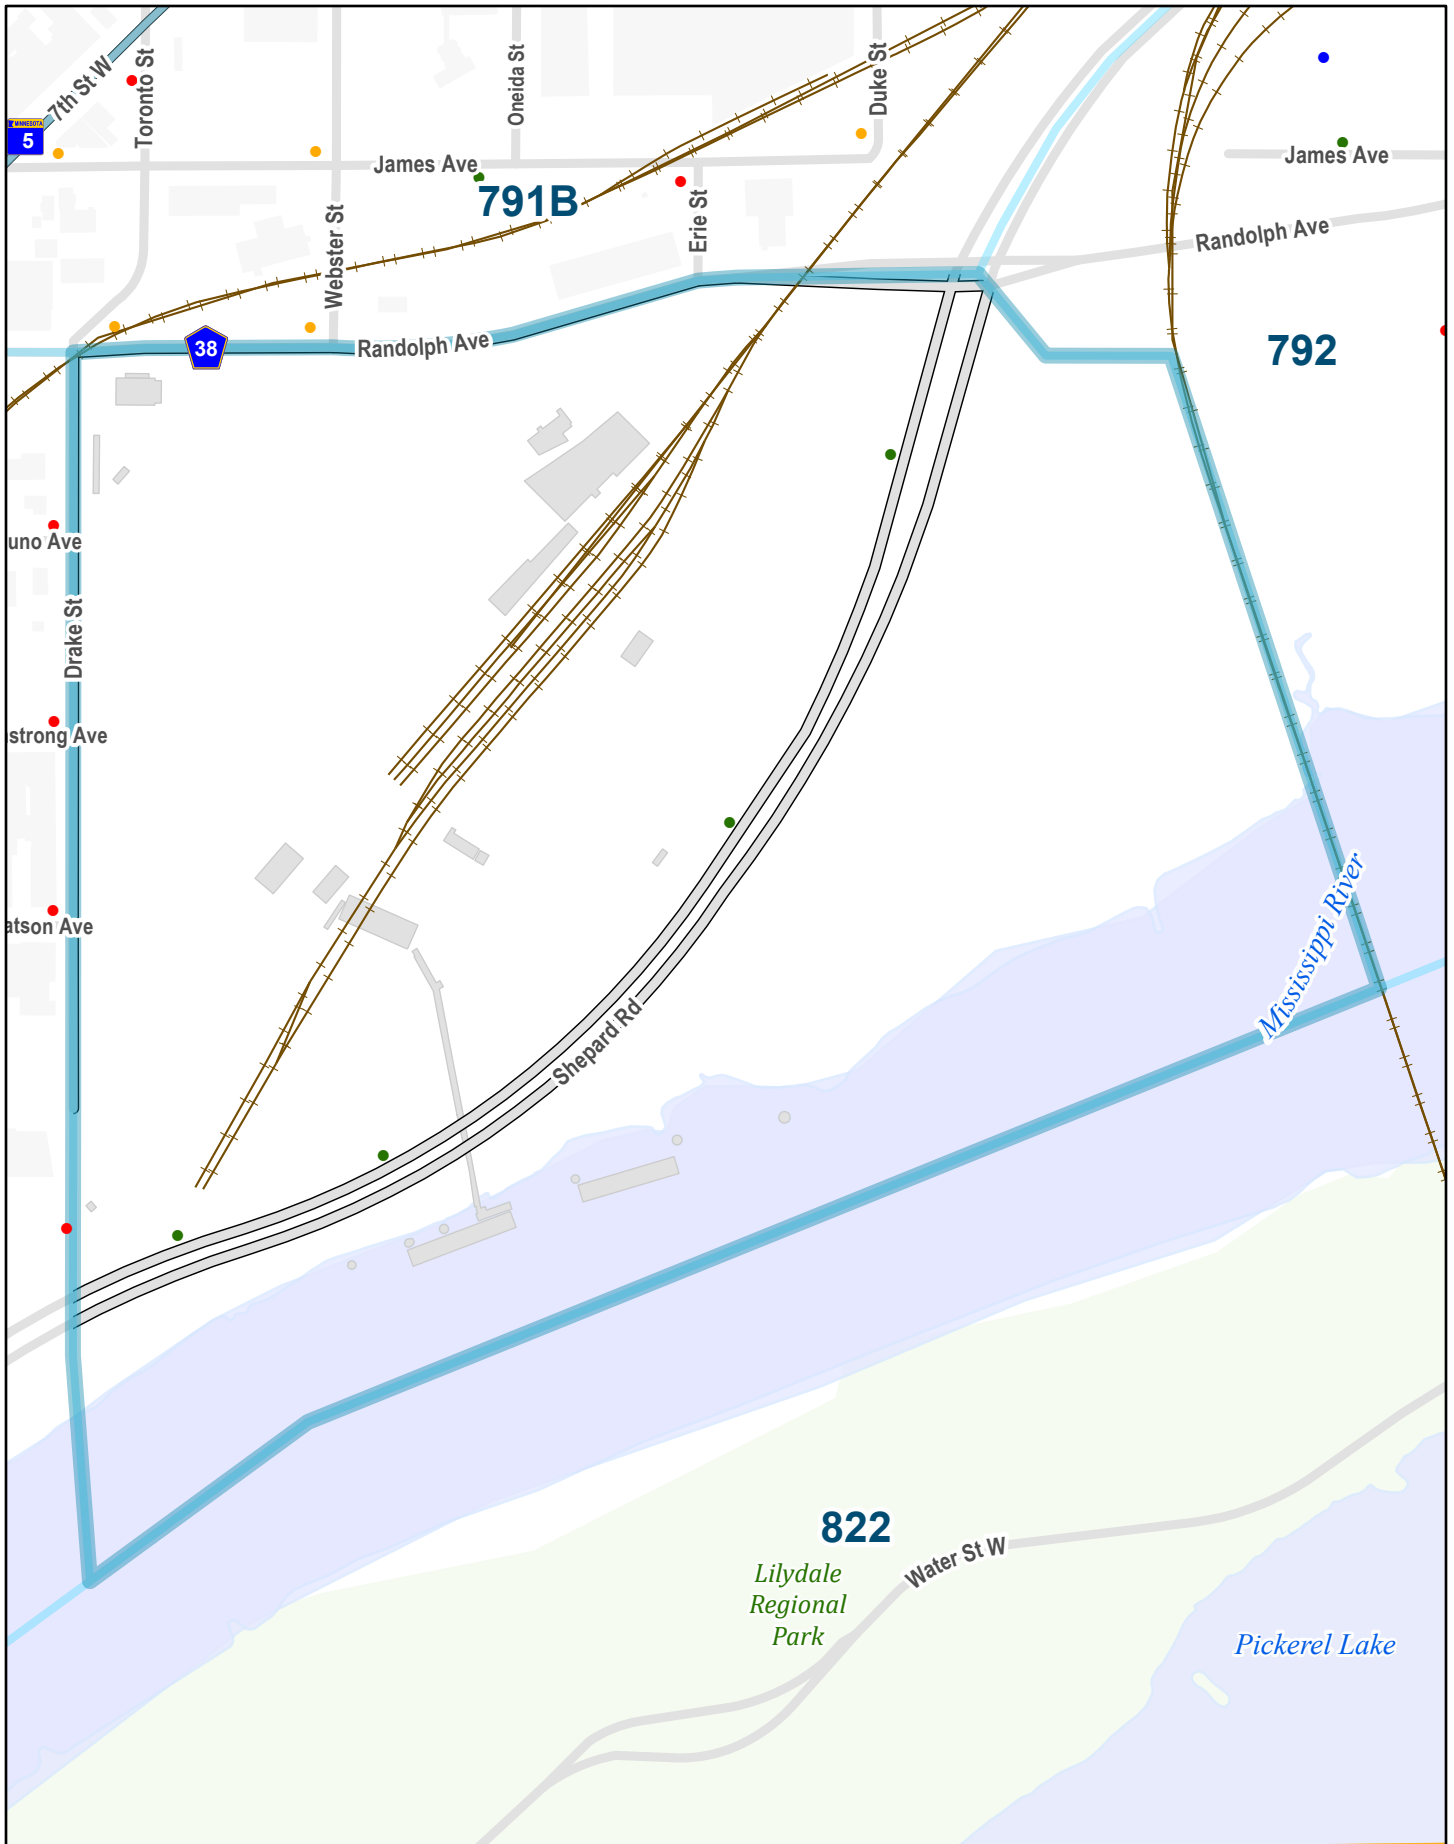 7th St W
Toronto St
Oneida St
Duke St
MINNESOTA
5
James Ave
James Ave
791B
Erie St
Webster St
Randolph Ave
38
Randolph Ave
792
uno Ave
Drake St
strong Ave
atson Ave
Mississippi River
Shepard Rd
822
Water St W
Lilydale
Regional
Park
Pickerel Lake